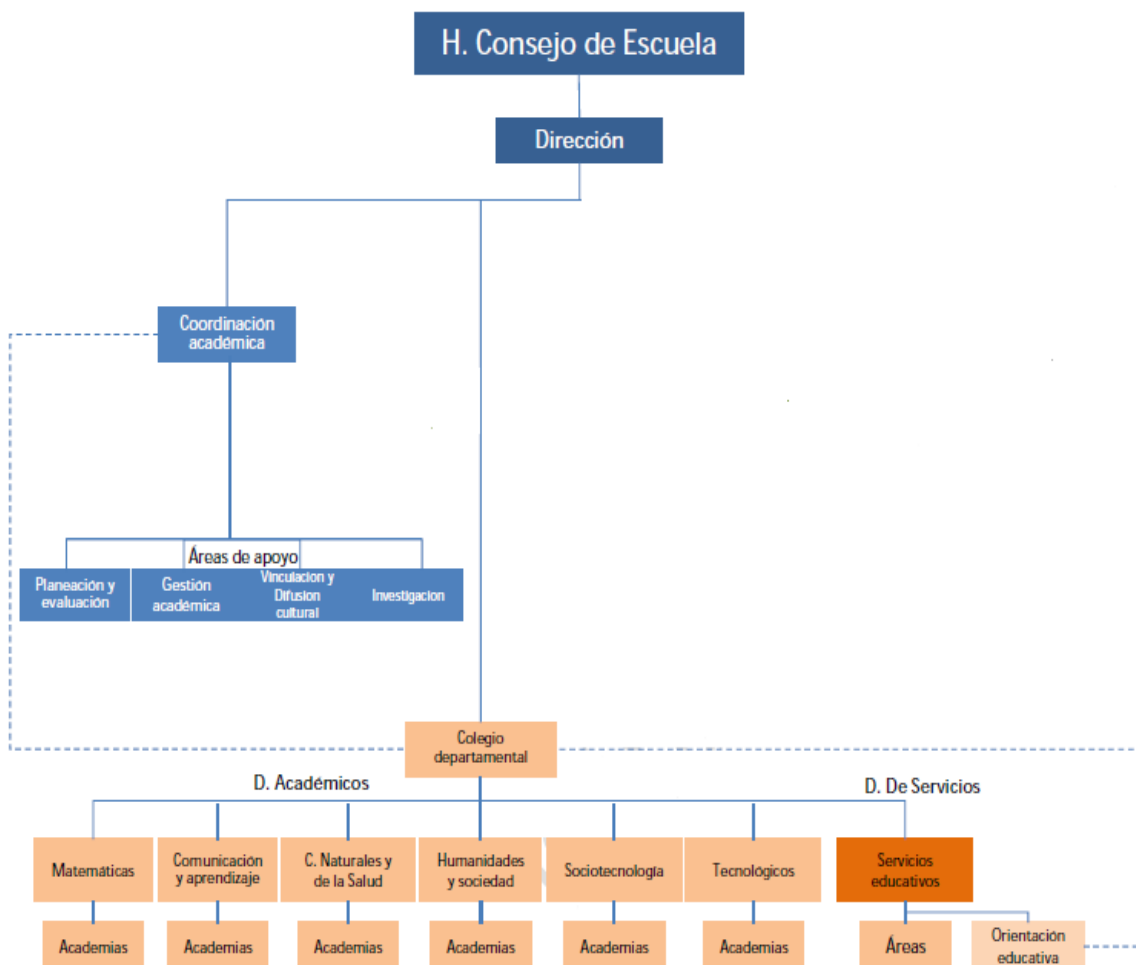 H. Consejo de Escuela
Dirección
Coordinación
académica
Áreas de apoyo
Planeación y
evaluación
Gestión
académica
Vinculacion y
Difusion
cultural
Investigacion
Colegio
departamental
D. Académicos
D. De Servicios
Matemáticas
Comunicación
y aprendizaje
C. Naturales y
de la Salud
Humanidades
y sociedad
Sociotecnología
Tecnológicos
Servicios
educativos
Academias
Academias
Academias
Academias
Academias
Academias
Áreas
Orientación
educativa